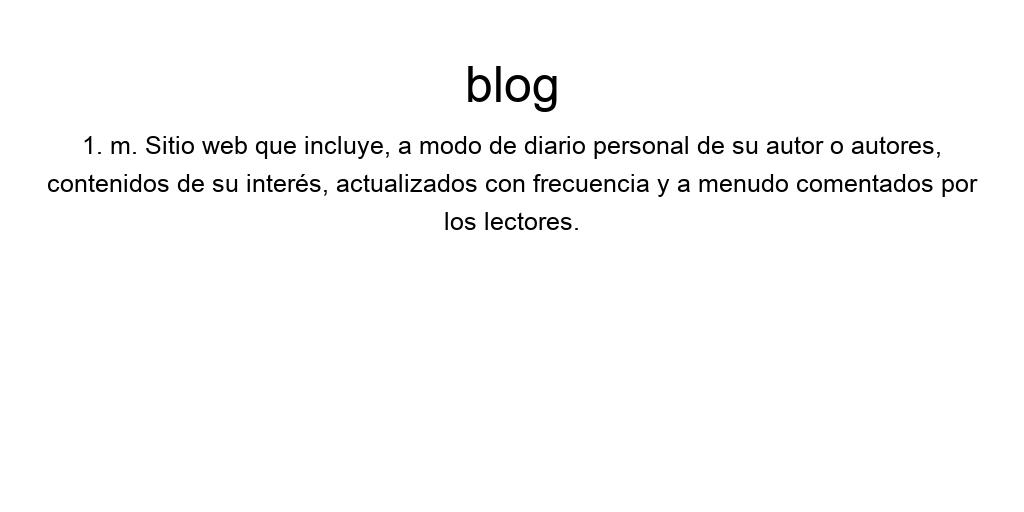 blog
1. m. Sitio web que incluye, a modo de diario personal de su autor o autores,
contenidos de su interés, actualizados con frecuencia y a menudo comentados por
los lectores.